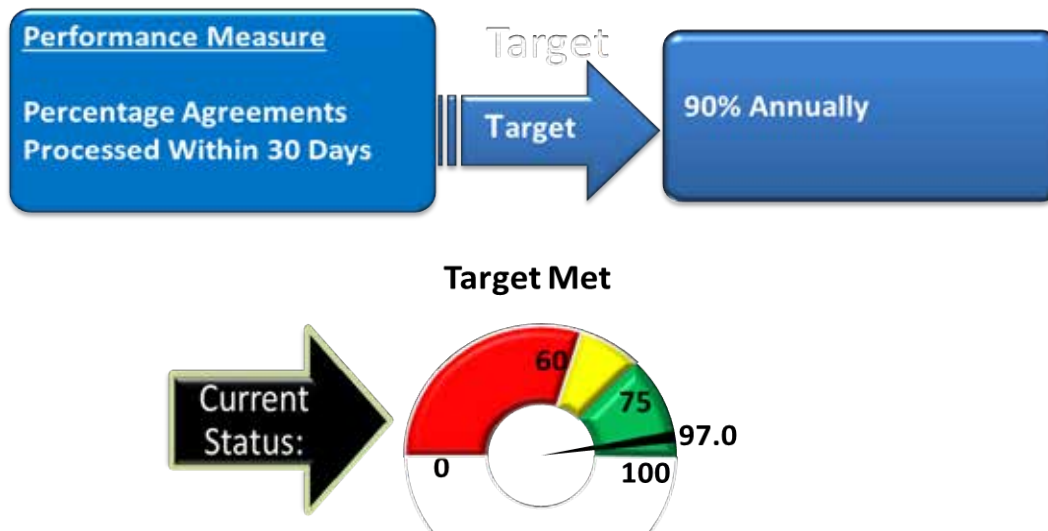 Performance Measure
Percentage Agreements
Processed Within 30 Days
Target
Target
90% Annually
Target Met
Current
Status:
60
75
97.0
0
100